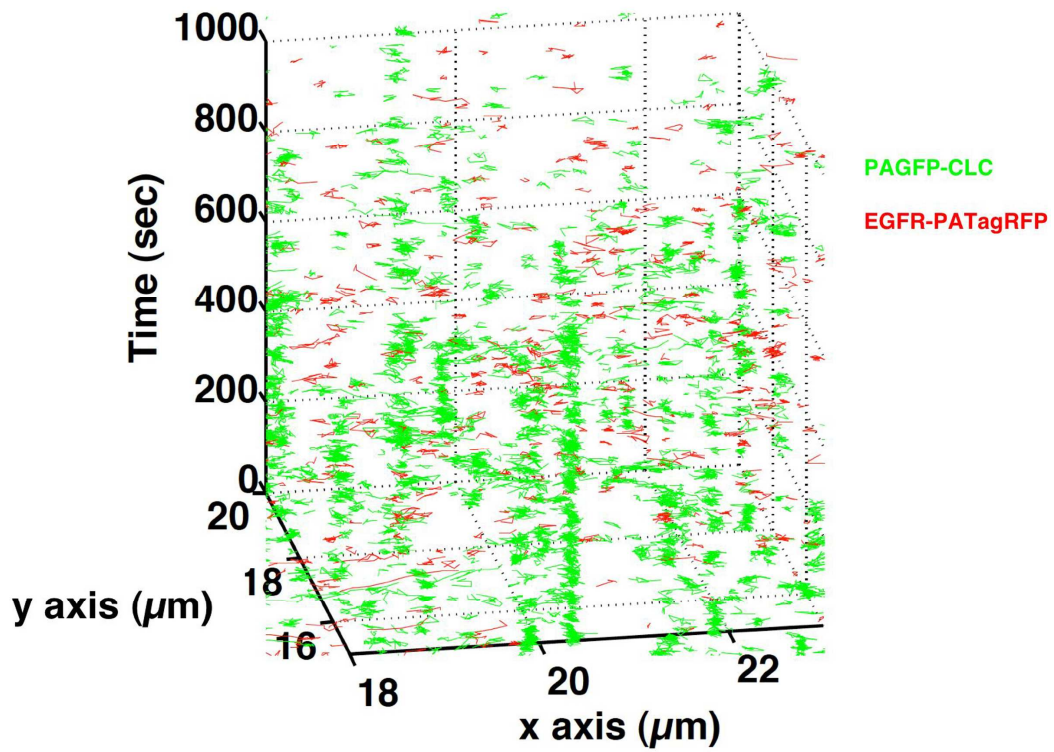 1000
800
600
400
200
0
Time (sec)
PAGFP-CLC
EGFR-PATagRFP
20
18
16
y axis (μm)
18
20
22
x axis (μm)